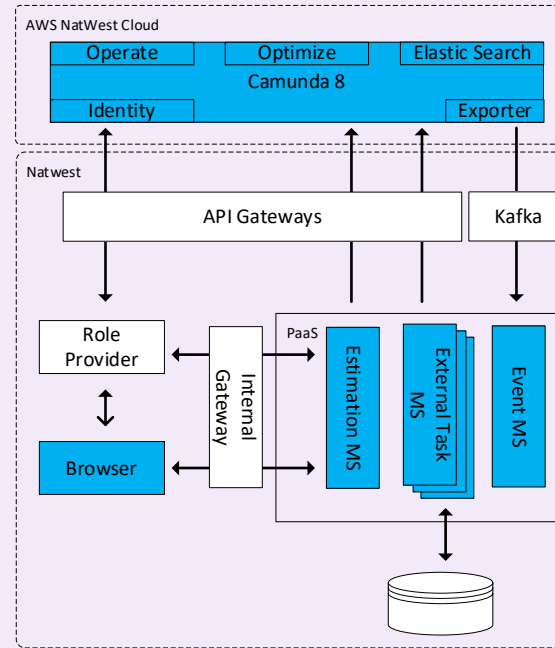 AWS NatWest Cloud
Operate
Optimize
Elastic Search
Camunda 8
Identity
Exporter
Natwest
API Gateways
Kafka
Role
Provider
Internal
Gateway
PaaS
Estimation MS
External Task
MS
Event MS
Browser